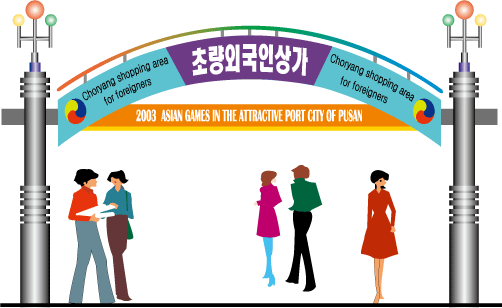 Choryang shopping area
for foreigners
초량외국인상가
Choryang shopping area
for foreigners
2003 ASIAN GAMES IN THE ATTRACTIVE PORT CITY OF PUSAN